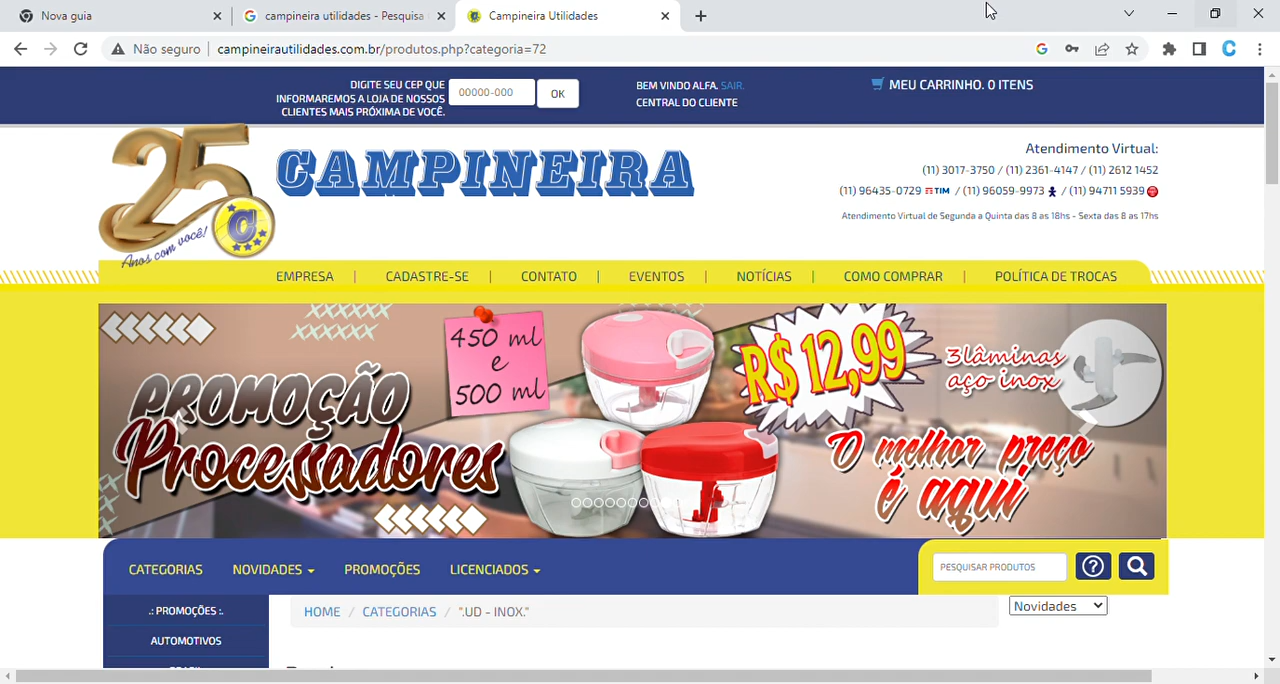 Nova guia
campineira utilidades - Pesquisa
Campineira Utilidades
Não seguro
campineirautilidades.com.br/produtos.php?categoria=72
DIGITE SEU CEP QUE
INFORMAREMOS A LOJA DE NOSSOS
CLIENTES MAIS PRÓXIMA DE VOCÊ.
00000-000
OK
BEM VINDO ALFA. SAIR.
CENTRAL DO CLIENTE
MEU CARRINHO. 0 ITENS
25
Anos com você!
C
CAMPINEIRA
Atendimento Virtual:
(11) 3017-3750 / (11) 2361-4147 / (11) 2612 1452
(11) 96435-0729 TIM / (11) 96059-9973 / (11) 94711 5939
Atendimento Virtual de Segunda a Quinta das 8 as 18hs - Sexta das 8 as 17hs
EMPRESA | CADASTRE-SE | CONTATO | EVENTOS | NOTÍCIAS | COMO COMPRAR | POLÍTICA DE TROCAS
PROMOÇÃO
Processadores
450 ml
e
500 ml
R$ 12,99
3 lâminas
aço inox
O melhor preço
é aqui
CATEGORIAS
NOVIDADES
PROMOÇÕES
LICENCIADOS
PESQUISAR PRODUTOS
.: PROMOÇÕES :.
AUTOMOTIVOS
HOME / CATEGORIAS / ".UD - INOX."
Novidades